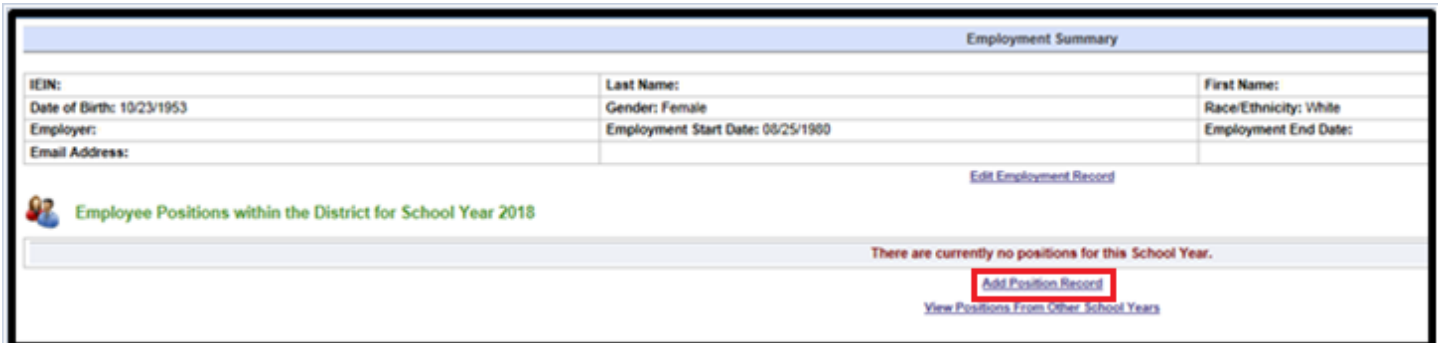 Employment Summary
IEIN: Last Name: First Name:
Date of Birth: 10/23/1953 Gender: Female Race/Ethnicity: White
Employer: Employment Start Date: 08/25/1980 Employment End Date:
Email Address:
Edit Employment Record
Employee Positions within the District for School Year 2018
There are currently no positions for this School Year.
Add Position Record
View Positions From Other School Years